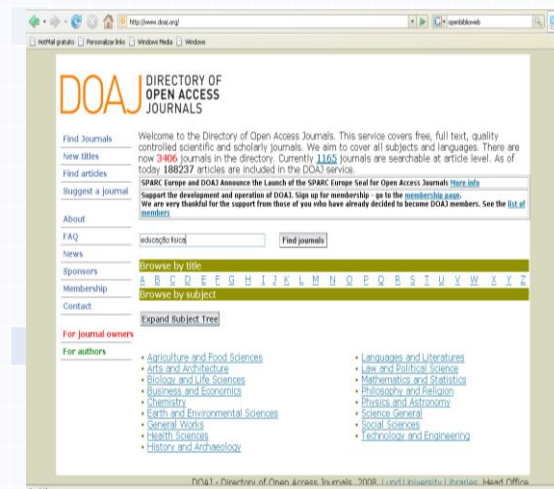 http://www.doaj.org/
openbiblioweb
HotMail gratuito
Personalizar links
Windows Media
Windows
DOAJ DIRECTORY OF
OPEN ACCESS
JOURNALS
Find Journals
New titles
Find articles
Suggest a journal
About
FAQ
News
Sponsors
Membership
Contact
For journal owners
For authors
Welcome to the Directory of Open Access Journals. This service covers free, full text, quality
controlled scientific and scholarly journals. We aim to cover all subjects and languages. There are
now 3406 journals in the directory. Currently 1165 journals are searchable at article level. As of
today 188237 articles are included in the DOAJ service.
SPARC Europe and DOAJ Announce the Launch of the SPARC Europe Seal for Open Access Journals More info
Support the development and operation of DOAJ. Sign up for membership - go to the membership page.
We are very thankful for the support from those of you who have already decided to become DOAJ members. See the list of
members
educação física
Find journals
Browse by title
A B C D E F G H I J K L M N O P Q R S T U V W X Y Z
Browse by subject
Expand Subject Tree
• Agriculture and Food Sciences
• Arts and Architecture
• Biology and Life Sciences
• Business and Economics
• Chemistry
• Earth and Environmental Sciences
• General Works
• Health Sciences
• History and Archaeology
• Languages and Literatures
• Law and Political Science
• Mathematics and Statistics
• Philosophy and Religion
• Physics and Astronomy
• Science General
• Social Sciences
• Technology and Engineering
DOAJ - Directory of Open Access Journals. 2008. Lund University Libraries, Head Office